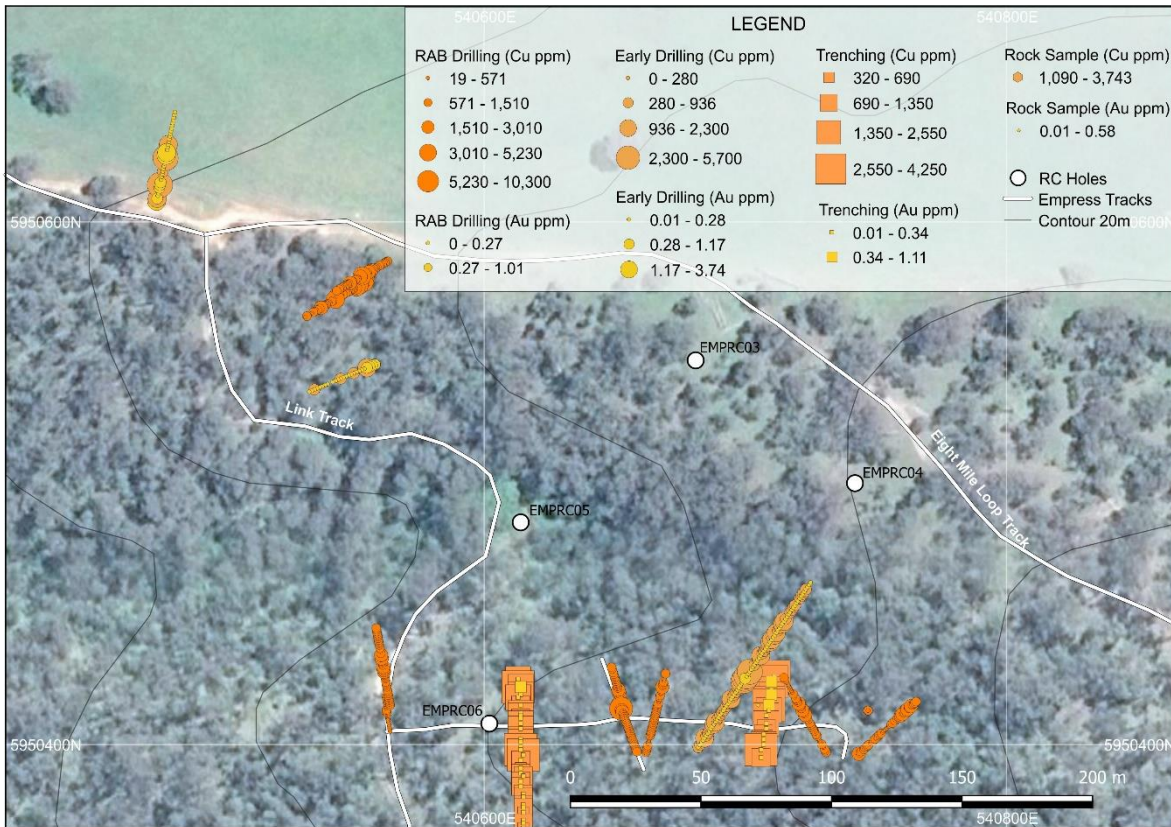 540600E
540800E
LEGEND
RAB Drilling (Cu ppm)
19 - 571
571 - 1,510
1,510 - 3,010
3,010 - 5,230
5,230 - 10,300
RAB Drilling (Au ppm)
0 - 0.27
0.27 - 1.01
Early Drilling (Cu ppm)
0 - 280
280 - 936
936 - 2,300
2,300 - 5,700
Early Drilling (Au ppm)
0.01 - 0.28
0.28 - 1.17
1.17 - 3.74
Trenching (Cu ppm)
320 - 690
690 - 1,350
1,350 - 2,550
2,550 - 4,250
Trenching (Au ppm)
0.01 - 0.34
0.34 - 1.11
Rock Sample (Cu ppm)
1,090 - 3,743
Rock Sample (Au ppm)
0.01 - 0.58
RC Holes
Empress Tracks
Contour 20m
5950600N
5950600N
EMPRC03
Link Track
EMPRC04
Eight Mile Loop Track
EMPRC05
EMPRC06
5950400N
5950400N
0 50 100 150 200 m
540600E
540800E